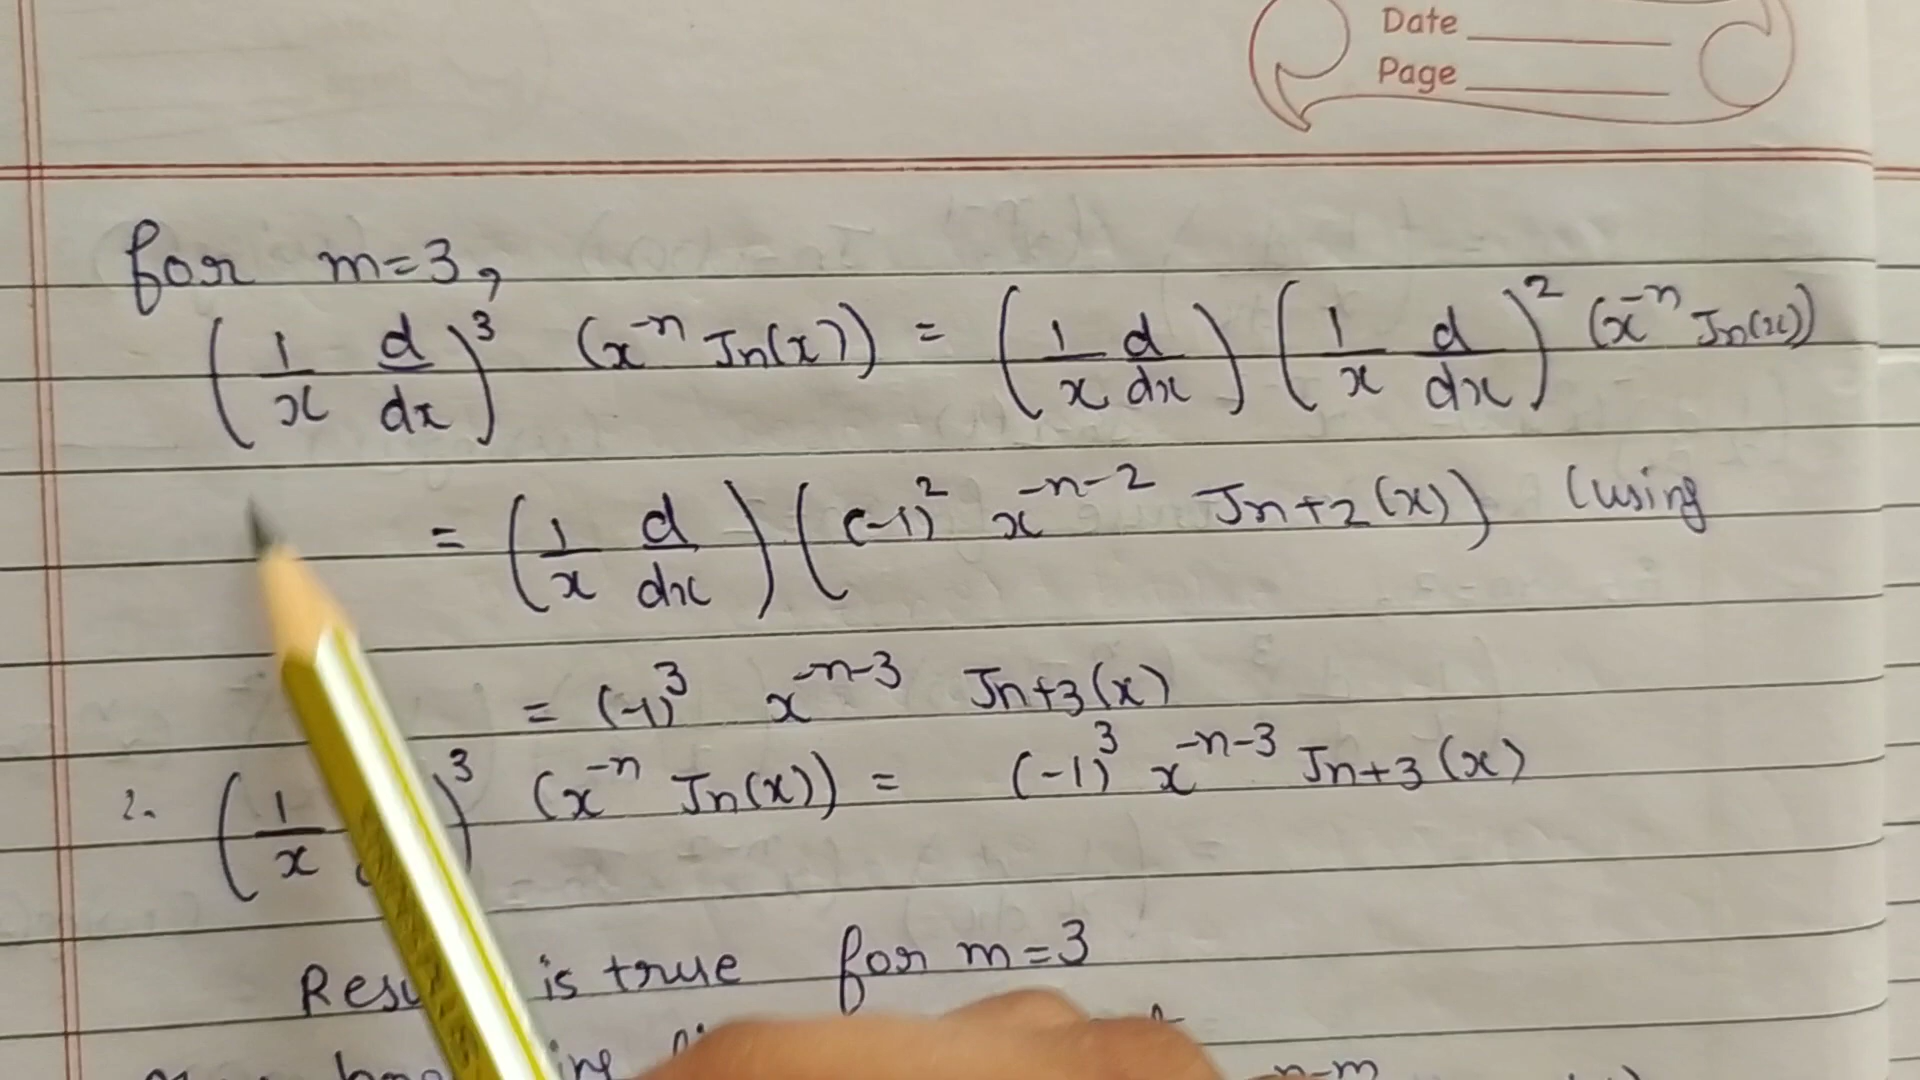 Date
Page
for m=3,
(1/x d/dx)^3 (x^-n Jn(x)) = (1/x d/dx) (1/x d/dx)^2 (x^-n Jn(x))
= (1/x d/dx) ((-1)^2 x^-n-2 Jn+2(x)) (using
= (-1)^3 x^-n-3 Jn+3(x)
2. (1/x )^3 (x^-n Jn(x)) = (-1)^3 x^-n-3 Jn+3(x)
is true for m=3
n-m